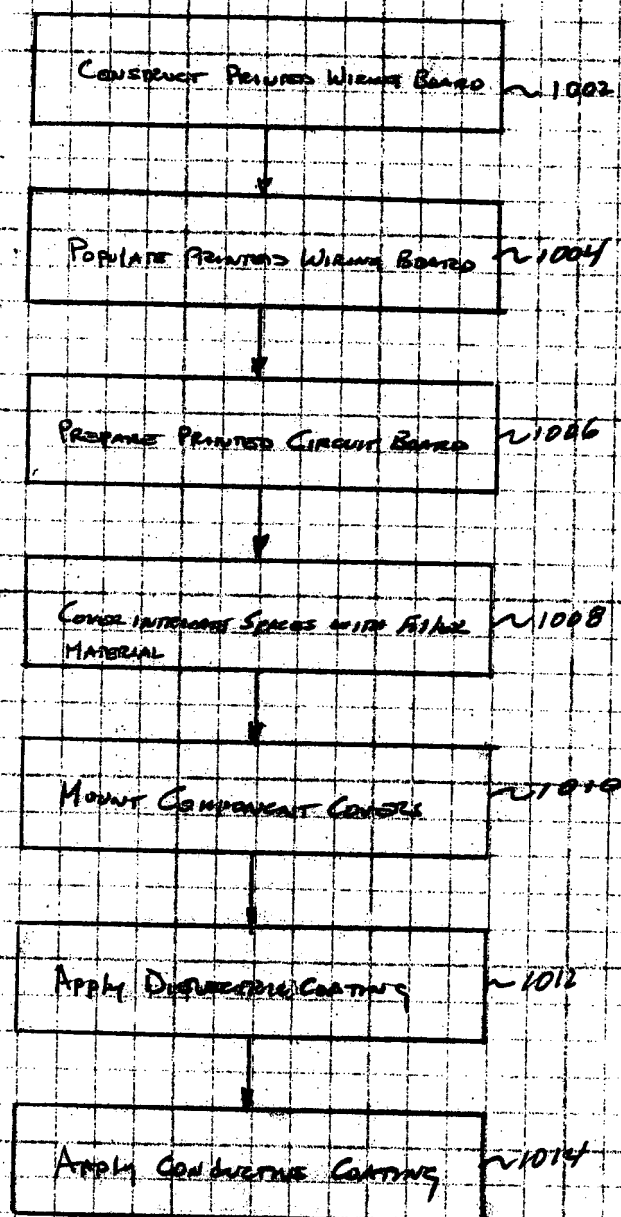 CONSTRUCT PRINTED WIRING BOARD
1002
POPULATE PRINTED WIRING BOARD
1004
PREPARE PRINTED CIRCUIT BOARD
1006
COVER SPACES WITH FILLER
1008
MATERIAL
MOUNT COMPONENT COVERS
1010
APPLY DIELECTRIC COATING
1012
APPLY CONDUCTIVE COATING
1014